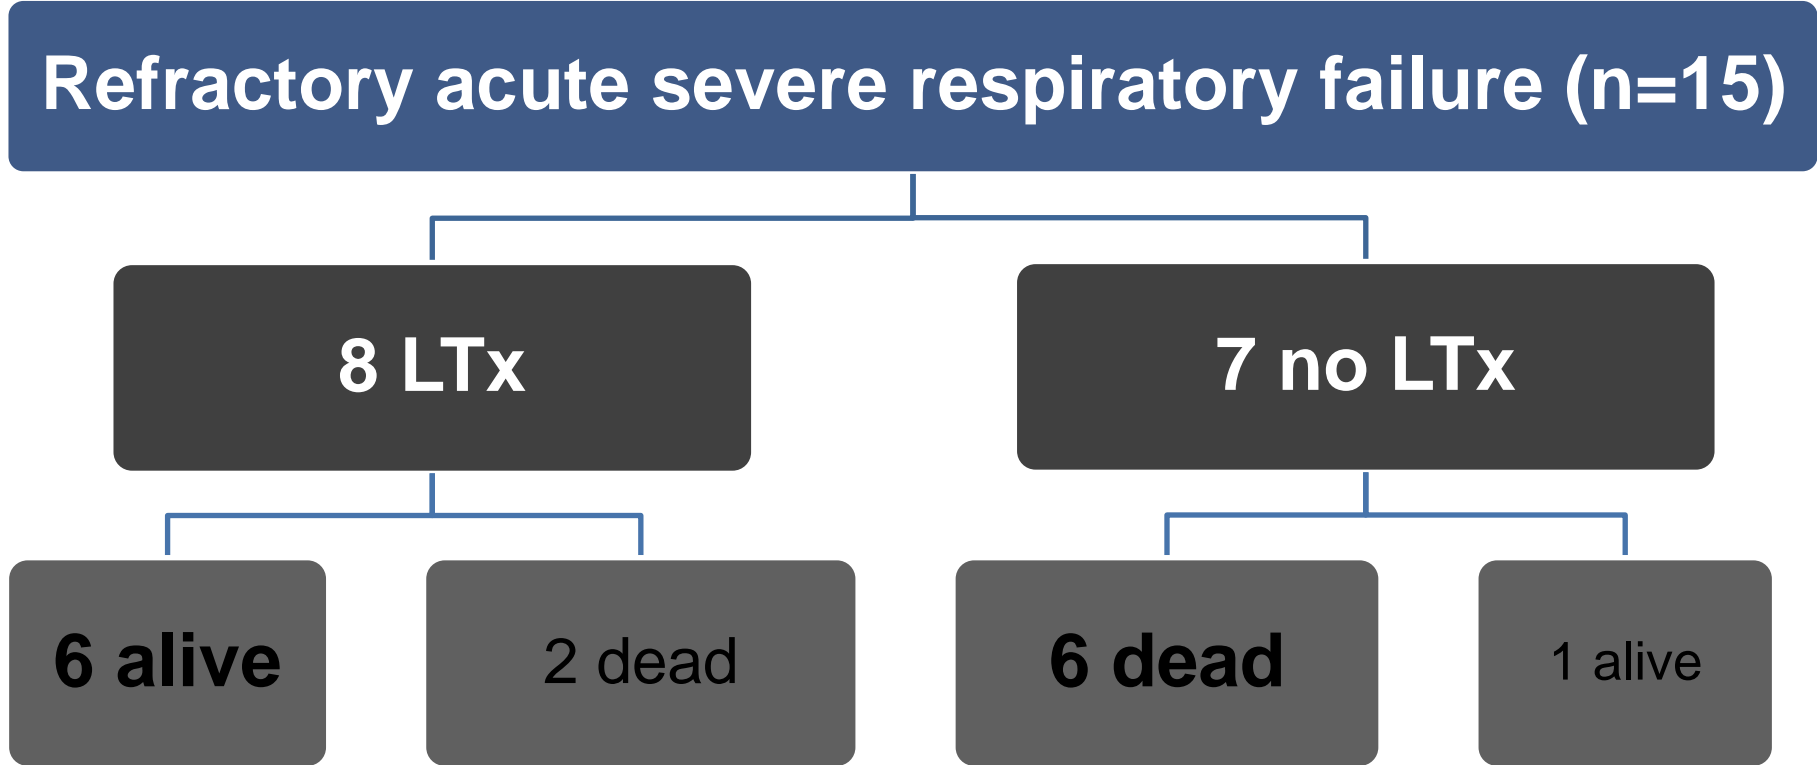 Refractory acute severe respiratory failure (n=15)
8 LTx
7 no LTx
6 alive
2 dead
6 dead
1 alive